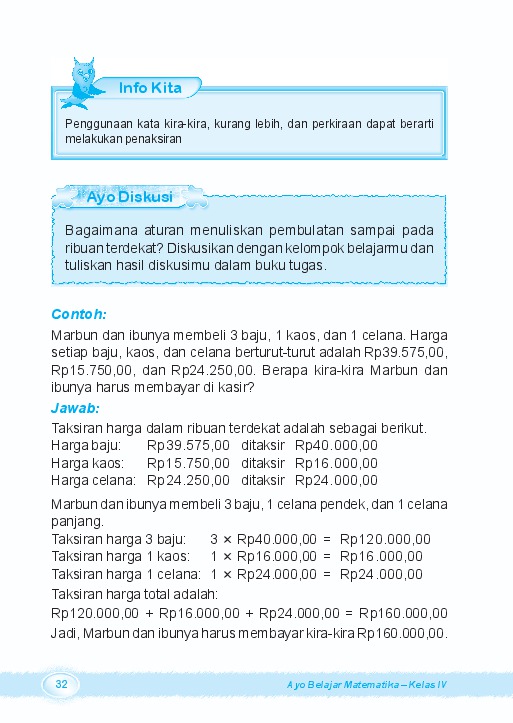 Info Kita
Penggunaan kata kira-kira, kurang lebih, dan perkiraan dapat berarti
melakukan penaksiran
Ayo Diskusi
Bagaimana aturan menuliskan pembulatan sampai pada
ribuan terdekat? Diskusikan dengan kelompok belajarmu dan
tuliskan hasil diskusimu dalam buku tugas.
Contoh:
Marbun dan ibunya membeli 3 baju, 1 kaos, dan 1 celana. Harga
setiap baju, kaos, dan celana berturut-turut adalah Rp39.575,00,
Rp15.750,00, dan Rp24.250,00. Berapa kira-kira Marbun dan
ibunya harus membayar di kasir?
Jawab:
Taksiran harga dalam ribuan terdekat adalah sebagai berikut.
Harga baju: Rp39.575,00 ditaksir Rp40.000,00
Harga kaos: Rp15.750,00 ditaksir Rp16.000,00
Harga celana: Rp24.250,00 ditaksir Rp24.000,00
Marbun dan ibunya membeli 3 baju, 1 celana pendek, dan 1 celana
panjang.
Taksiran harga 3 baju: 3 × Rp40.000,00 = Rp120.000,00
Taksiran harga 1 kaos: 1 × Rp16.000,00 = Rp16.000,00
Taksiran harga 1 celana: 1 × Rp24.000,00 = Rp24.000,00
Taksiran harga total adalah:
Rp120.000,00 + Rp16.000,00 + Rp24.000,00 = Rp160.000,00
Jadi, Marbun dan ibunya harus membayar kira-kira Rp160.000,00.
32 Ayo Belajar Matematika – Kelas IV